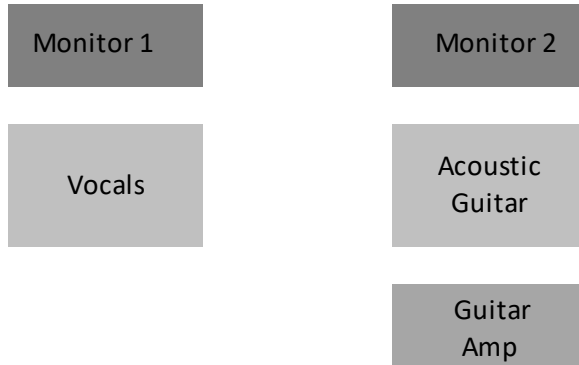 Monitor 1
Monitor 2
Vocals
Acoustic
Guitar
Guitar
Amp